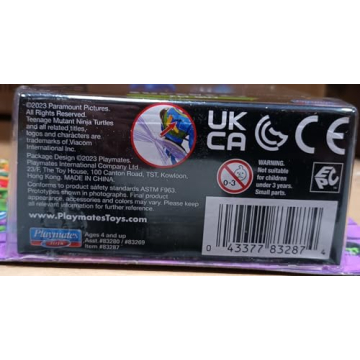 ©2023 Paramount Pictures.
All Rights Reserved.
Teenage Mutant Ninja Turtles
and all related titles,
logos and characters are
trademarks of Viacom
International Inc.
Package Design ©2023 Playmates.
Playmates International Company Ltd.
23/F, The Toy House, 100 Canton Road, TST, Kowloon,
Hong Kong. MADE IN CHINA.
Conforms to product safety standards ASTM F963.
Prototypes shown in photographs. Final product
appearance may vary. Please keep
all relevant information for further reference.
www.PlaymatesToys.com
Playmates
Ages 4 and up
Asst #83280 / #83269
Item #83287
UK
CA
CE
0-3
WARNING:
Not suitable
for children
under 3 years.
Small parts.
0 43377 83287 4